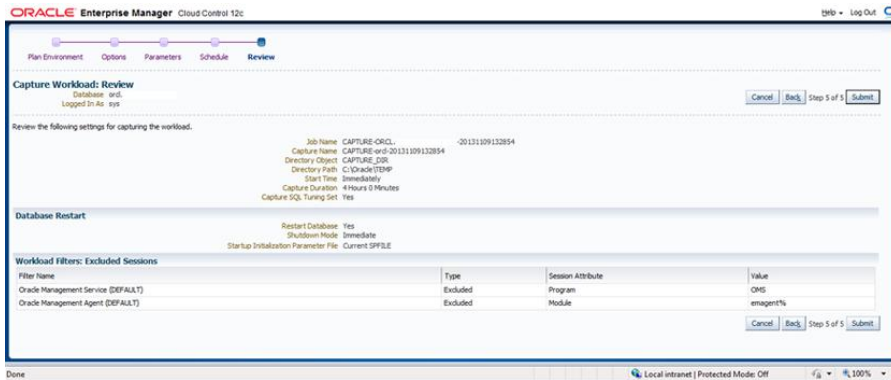 ORACLE Enterprise Manager Cloud Control 12c
Help Log Out
Plan Environment Options Parameters Schedule Review
Capture Workload: Review
Database orcl.
Logged In As sys
Cancel Back Step 5 of 5 Submit
Review the following settings for capturing the workload.
Job Name CAPTURE-ORCL. -20131109132854
Capture Name CAPTURE-orcl-20131109132854
Directory Object CAPTURE_DIR
Directory Path C:\Oracle\TEMP
Start Time Immediately
Capture Duration 4 Hours 0 Minutes
Capture SQL Tuning Set Yes
Database Restart
Restart Database Yes
Shutdown Mode Immediate
Startup Initialization Parameter File Current SPFILE
Workload Filters: Excluded Sessions
Filter Name Type Session Attribute Value
Oracle Management Service (DEFAULT) Excluded Program OMS
Oracle Management Agent (DEFAULT) Excluded Module emagent%
Cancel Back Step 5 of 5 Submit
Done Local intranet | Protected Mode: Off 100%